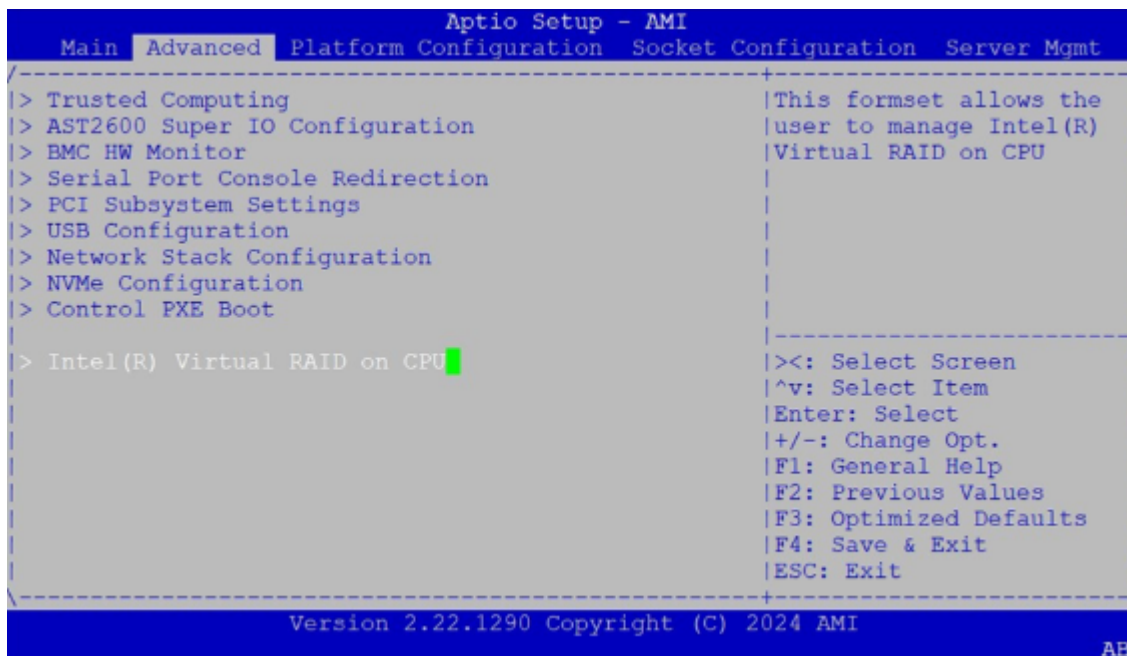 Aptio Setup - AMI
Main Advanced Platform Configuration Socket Configuration Server Mgmt
> Trusted Computing
> AST2600 Super IO Configuration
> BMC HW Monitor
> Serial Port Console Redirection
> PCI Subsystem Settings
> USB Configuration
> Network Stack Configuration
> NVMe Configuration
> Control PXE Boot
> Intel(R) Virtual RAID on CPU
This formset allows the
user to manage Intel(R)
Virtual RAID on CPU
><: Select Screen
^v: Select Item
Enter: Select
+/-: Change Opt.
F1: General Help
F2: Previous Values
F3: Optimized Defaults
F4: Save & Exit
ESC: Exit
Version 2.22.1290 Copyright (C) 2024 AMI
AB